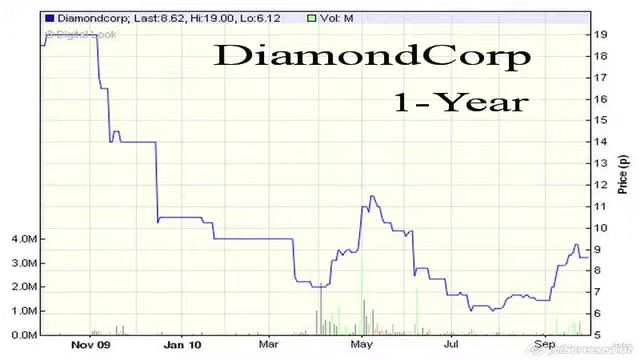 Diamondcorp; Last:8.62, Hi:19.00, Lo:6.12 Vol: M
© Digital Look
DiamondCorp
1-Year
19
18
17
16
15
14
13
12
11
10
9
8
7
6
5
Price (p)
4.0M
3.0M
2.0M
1.0M
0.0M
Nov 09 Jan 10 Mar May Jul Sep